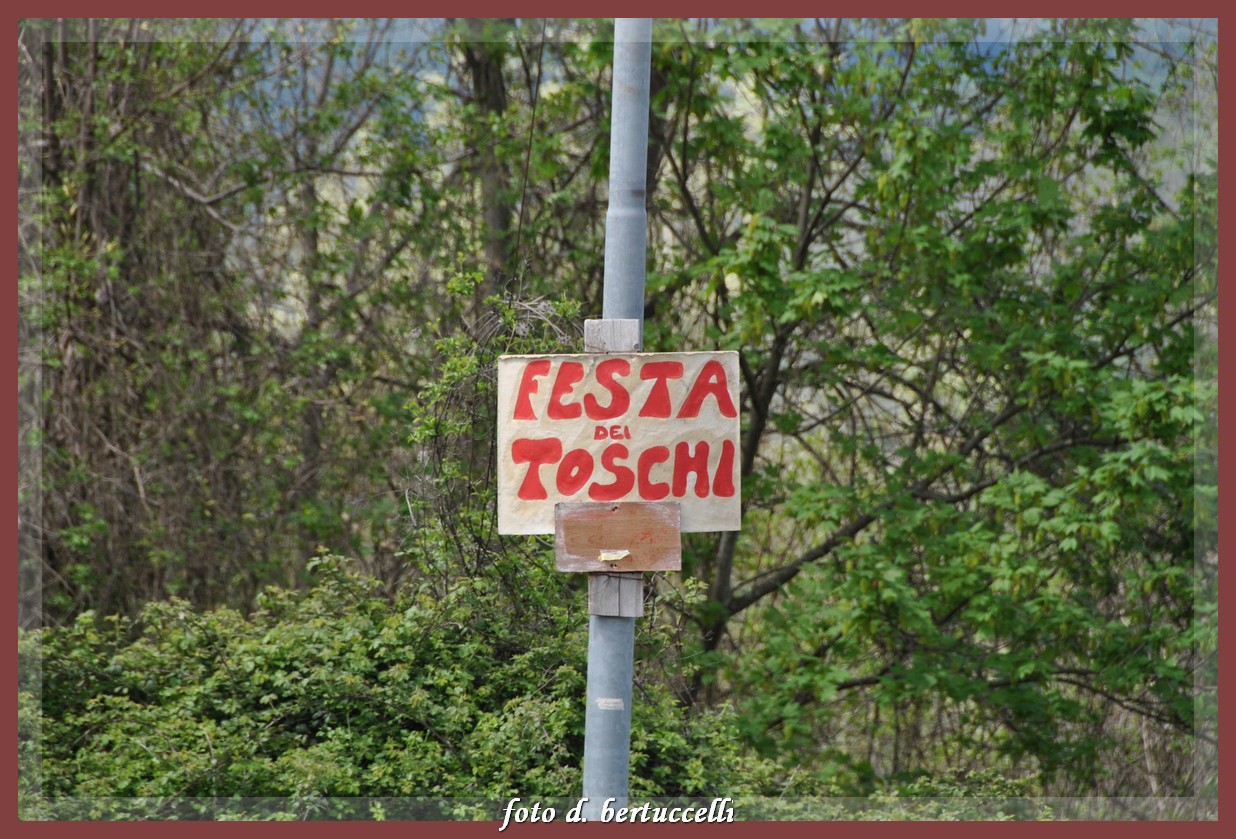 FESTA
DEI
TOSCHI
foto d. bertuccelli